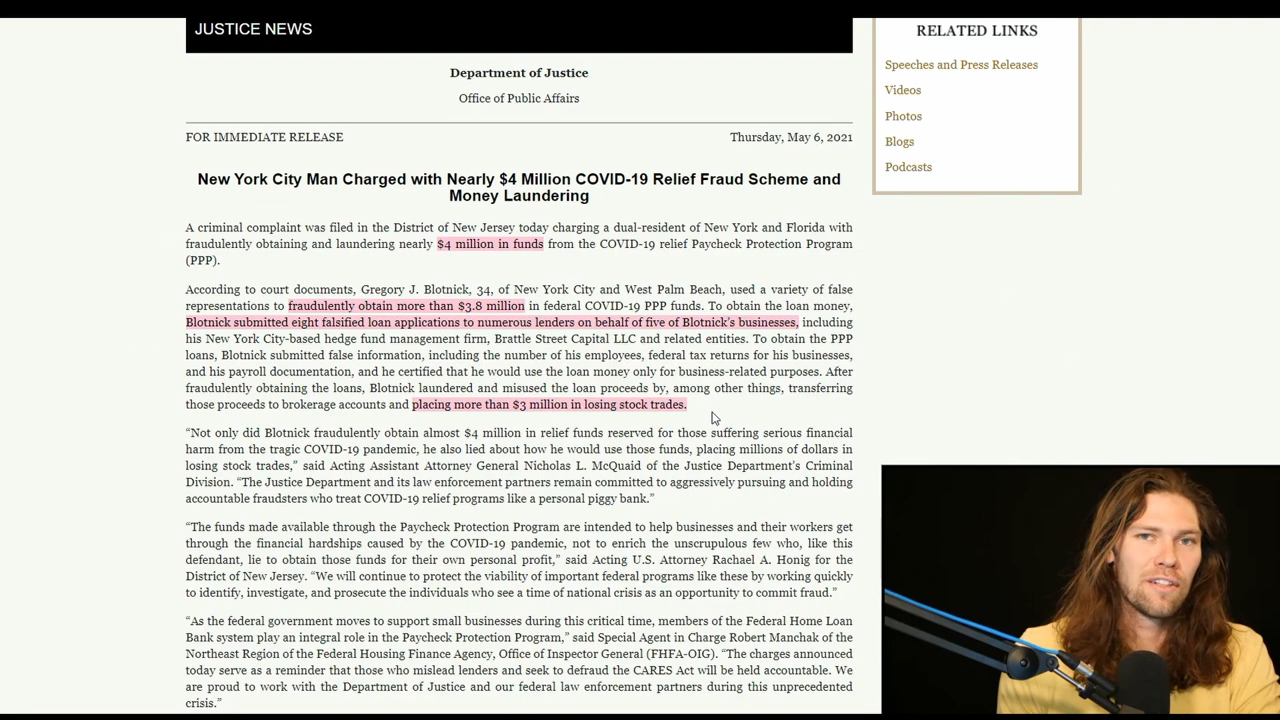 JUSTICE NEWS
Department of Justice
Office of Public Affairs
FOR IMMEDIATE RELEASE
Thursday, May 6, 2021
New York City Man Charged with Nearly $4 Million COVID-19 Relief Fraud Scheme and
Money Laundering
A criminal complaint was filed in the District of New Jersey today charging a dual-resident of New York and Florida with
fraudulently obtaining and laundering nearly $4 million in funds from the COVID-19 relief Paycheck Protection Program
(PPP).
According to court documents, Gregory J. Blotnick, 34, of New York City and West Palm Beach, used a variety of false
representations to fraudulently obtain more than $3.8 million in federal COVID-19 PPP funds. To obtain the loan money,
Blotnick submitted eight falsified loan applications to numerous lenders on behalf of five of Blotnick's businesses, including
his New York City-based hedge fund management firm, Brattle Street Capital LLC and related entities. To obtain the PPP
loans, Blotnick submitted false information, including the number of his employees, federal tax returns for his businesses,
and his payroll documentation, and he certified that he would use the loan money only for business-related purposes. After
fraudulently obtaining the loans, Blotnick laundered and misused the loan proceeds by, among other things, transferring
those proceeds to brokerage accounts and placing more than $3 million in losing stock trades.
“Not only did Blotnick fraudulently obtain almost $4 million in relief funds reserved for those suffering serious financial
harm from the tragic COVID-19 pandemic, he also lied about how he would use those funds, placing millions of dollars in
losing stock trades,” said Acting Assistant Attorney General Nicholas L. McQuaid of the Justice Department's Criminal
Division. “The Justice Department and its law enforcement partners remain committed to aggressively pursuing and holding
accountable fraudsters who treat COVID-19 relief programs like a personal piggy bank.”
“The funds made available through the Paycheck Protection Program are intended to help businesses and their workers get
through the financial hardships caused by the COVID-19 pandemic, not to enrich the unscrupulous few who, like this
defendant, lie to obtain those funds for their own personal profit,” said Acting U.S. Attorney Rachael A. Honig for the
District of New Jersey. “We will continue to protect the viability of important federal programs like these by working quickly
to identify, investigate, and prosecute the individuals who see a time of national crisis as an opportunity to commit fraud.”
“As the federal government moves to support small businesses during this critical time, members of the Federal Home Loan
Bank system play an integral role in the Paycheck Protection Program,” said Special Agent in Charge Robert Manchak of the
Northeast Region of the Federal Housing Finance Agency, Office of Inspector General (FHFA-OIG). “The charges announced
today serve as a reminder that those who mislead lenders and seek to defraud the CARES Act will be held accountable. We
are proud to work with the Department of Justice and our federal law enforcement partners during this unprecedented
crisis.”
RELATED LINKS
Speeches and Press Releases
Videos
Photos
Blogs
Podcasts